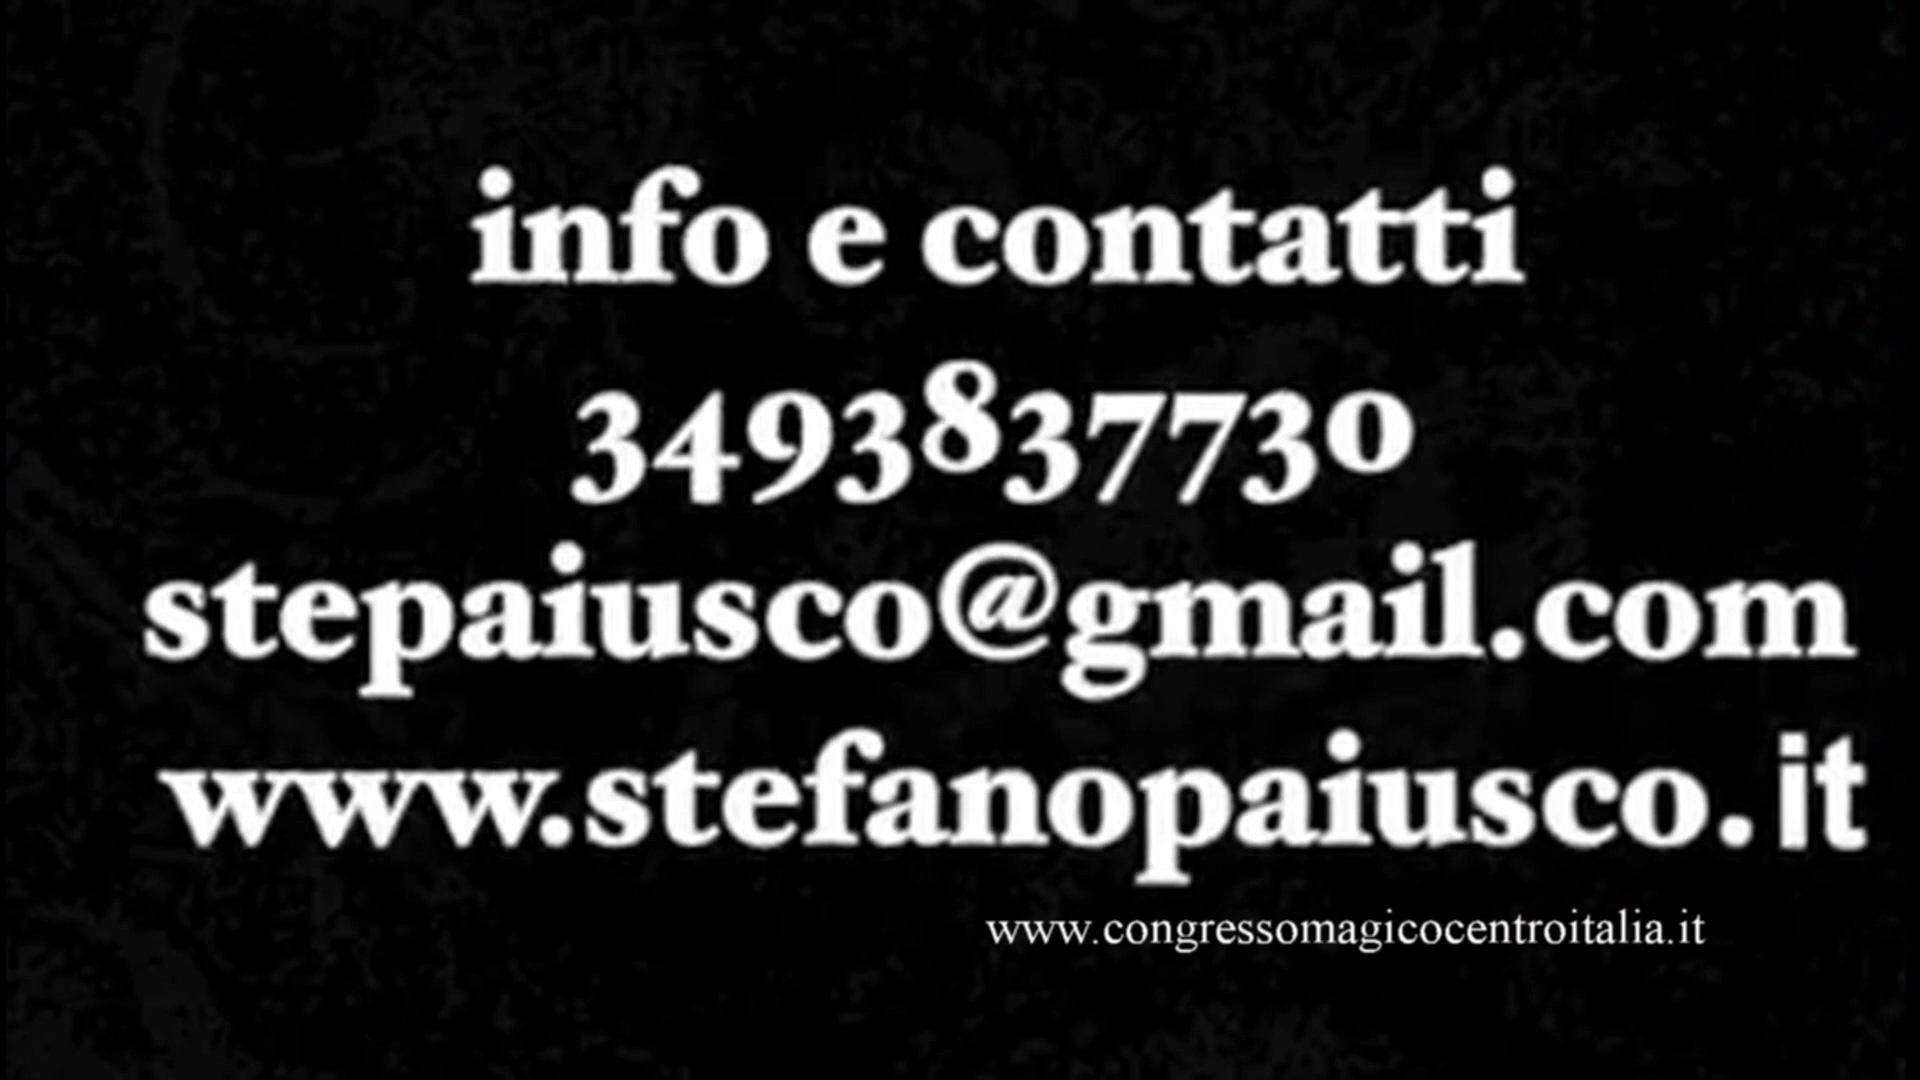 info e contatti
3493837730
stepaiusco@gmail.com
www.stefanopaiusco.it
www.congressomagicocentroitalia.it